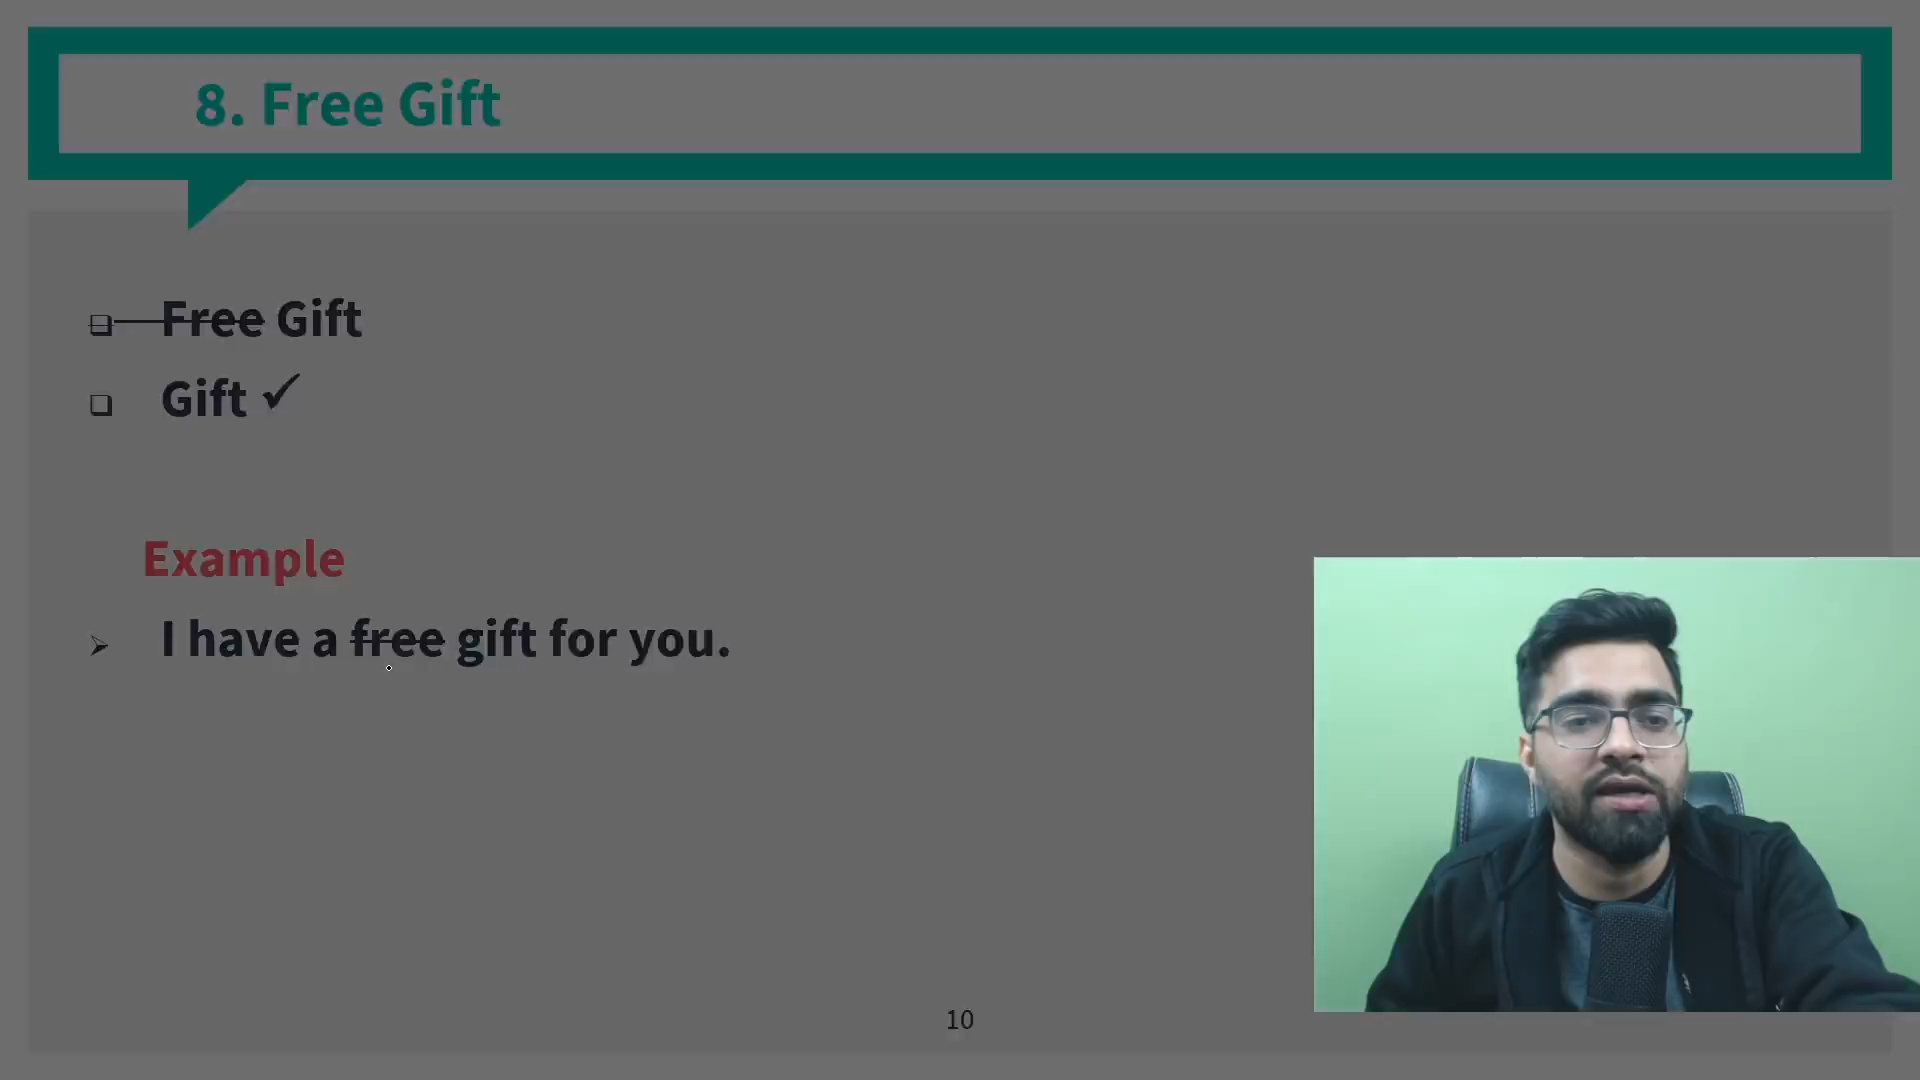 8. Free Gift
Free Gift
Gift ✓
Example
I have a free gift for you.
10